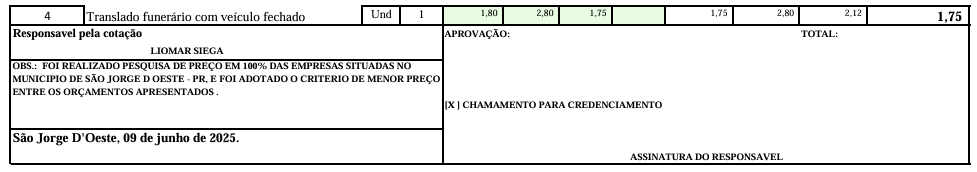 4 Translado funerário com veículo fechado Und 1 1,80 2,80 1,75 1,75 2,80 2,12 1,75
Responsavel pela cotação
LIOMAR SIEGA
OBS.: FOI REALIZADO PESQUISA DE PREÇO EM 100% DAS EMPRESAS SITUADAS NO
MUNICIPIO DE SÃO JORGE D OESTE - PR, E FOI ADOTADO O CRITERIO DE MENOR PREÇO
ENTRE OS ORÇAMENTOS APRESENTADOS .
São Jorge D'Oeste, 09 de junho de 2025.
APROVAÇÃO: TOTAL:
[X ] CHAMAMENTO PARA CREDENCIAMENTO
ASSINATURA DO RESPONSAVEL